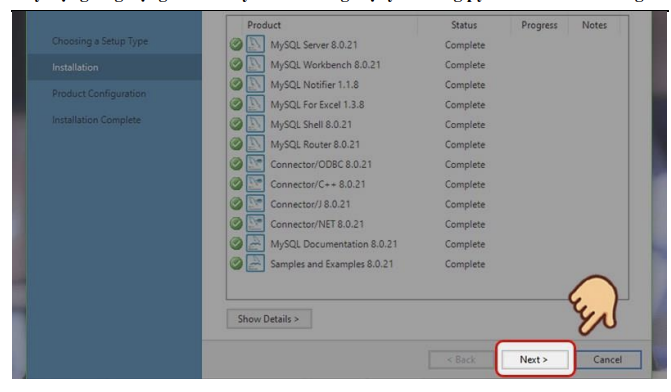 Product Status Progress Notes
Choosing a Setup Type
Installation
Product Configuration
Installation Complete
MySQL Server 8.0.21 Complete
MySQL Workbench 8.0.21 Complete
MySQL Notifier 1.1.8 Complete
MySQL For Excel 1.3.8 Complete
MySQL Shell 8.0.21 Complete
MySQL Router 8.0.21 Complete
Connector/ODBC 8.0.21 Complete
Connector/C++ 8.0.21 Complete
Connector/J 8.0.21 Complete
Connector/NET 8.0.21 Complete
MySQL Documentation 8.0.21 Complete
Samples and Examples 8.0.21 Complete
Show Details >
< Back Next > Cancel